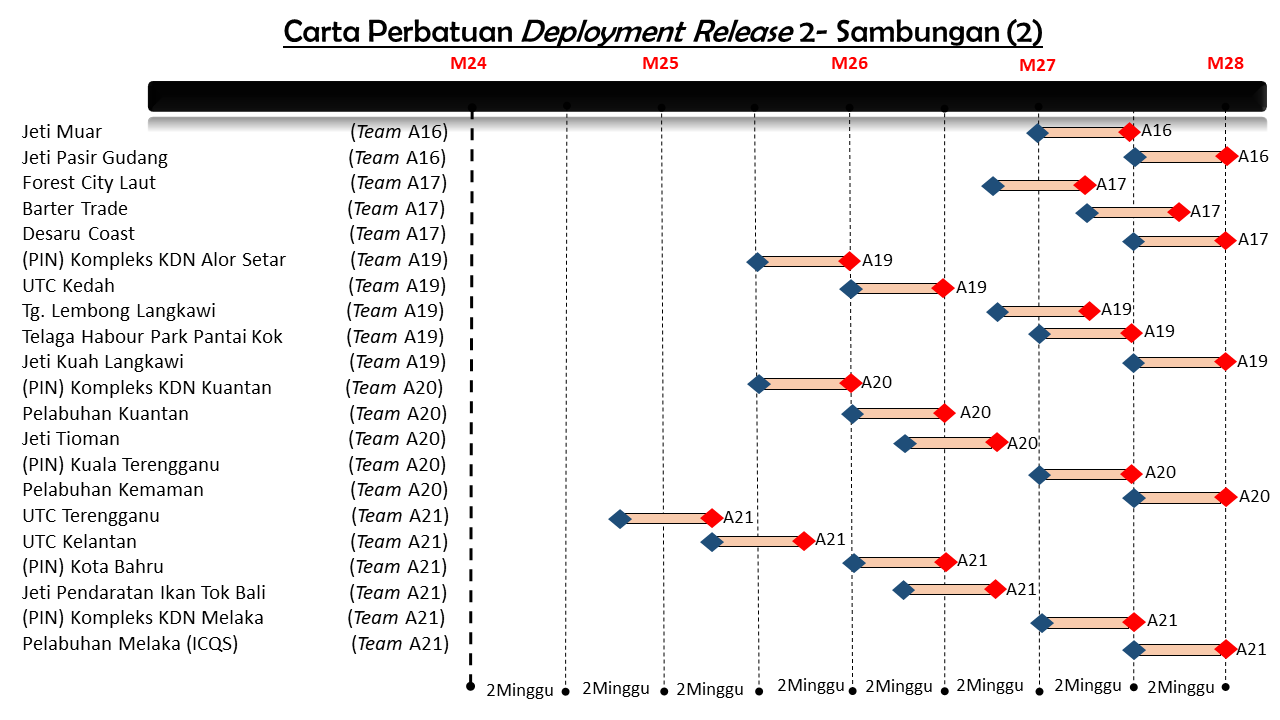 Carta Perbatuan Deployment Release 2- Sambungan (2)
M24 M25 M26 M27 M28
Jeti Muar (Team A16) A16
Jeti Pasir Gudang (Team A16) A16
Forest City Laut (Team A17) A17
Barter Trade (Team A17) A17
Desaru Coast (Team A17) A17
(PIN) Kompleks KDN Alor Setar (Team A19) A19
UTC Kedah (Team A19) A19
Tg. Lembong Langkawi (Team A19) A19
Telaga Habour Park Pantai Kok (Team A19) A19
Jeti Kuah Langkawi (Team A19) A19
(PIN) Kompleks KDN Kuantan (Team A20) A20
Pelabuhan Kuantan (Team A20) A20
Jeti Tioman (Team A20) A20
(PIN) Kuala Terengganu (Team A20) A20
Pelabuhan Kemaman (Team A20) A20
UTC Terengganu (Team A21) A21
UTC Kelantan (Team A21) A21
(PIN) Kota Bahru (Team A21) A21
Jeti Pendaratan Ikan Tok Bali (Team A21) A21
(PIN) Kompleks KDN Melaka (Team A21) A21
Pelabuhan Melaka (ICQS) (Team A21) A21
2Minggu 2Minggu 2Minggu 2Minggu 2Minggu 2Minggu 2Minggu 2Minggu